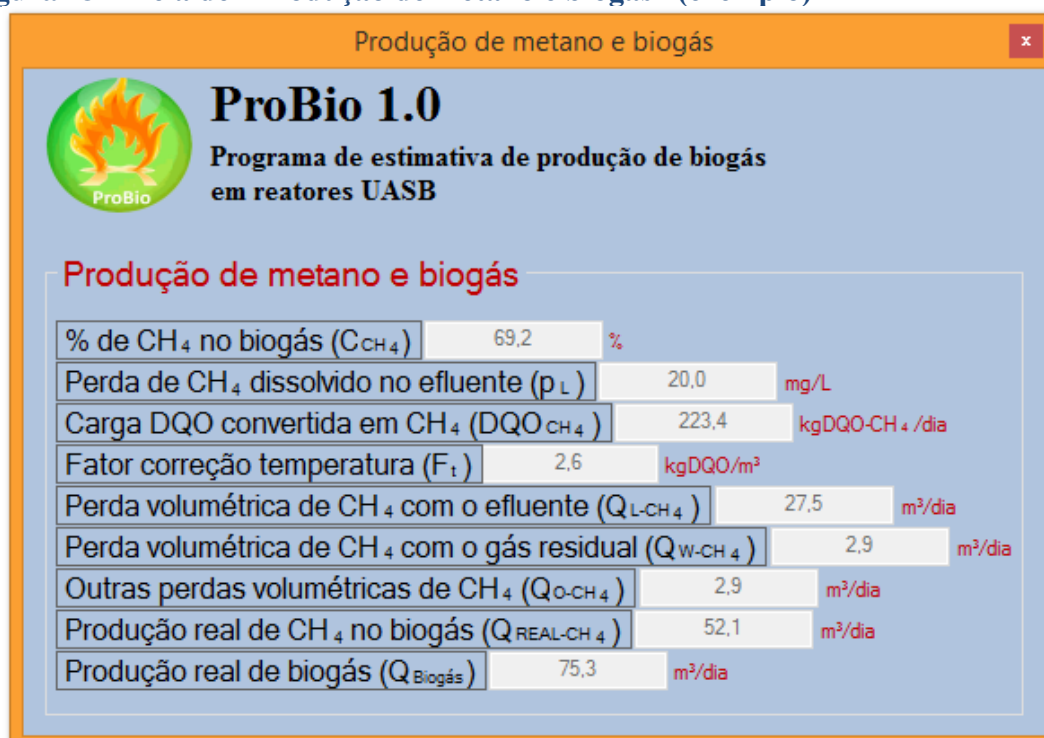 Produção de metano e biogás
x
ProBio 1.0
Programa de estimativa de produção de biogás
em reatores UASB
ProBio
Produção de metano e biogás
% de CH4 no biogás (CCH4) 69,2 %
Perda de CH4 dissolvido no efluente (pL) 20,0 mg/L
Carga DQO convertida em CH4 (DQOCH4) 223,4 kgDQO-CH4/dia
Fator correção temperatura (Ft) 2,6 kgDQO/m³
Perda volumétrica de CH4 com o efluente (QL-CH4) 27,5 m³/dia
Perda volumétrica de CH4 com o gás residual (QW-CH4) 2,9 m³/dia
Outras perdas volumétricas de CH4 (QO-CH4) 2,9 m³/dia
Produção real de CH4 no biogás (QREAL-CH4) 52,1 m³/dia
Produção real de biogás (QBiogás) 75,3 m³/dia